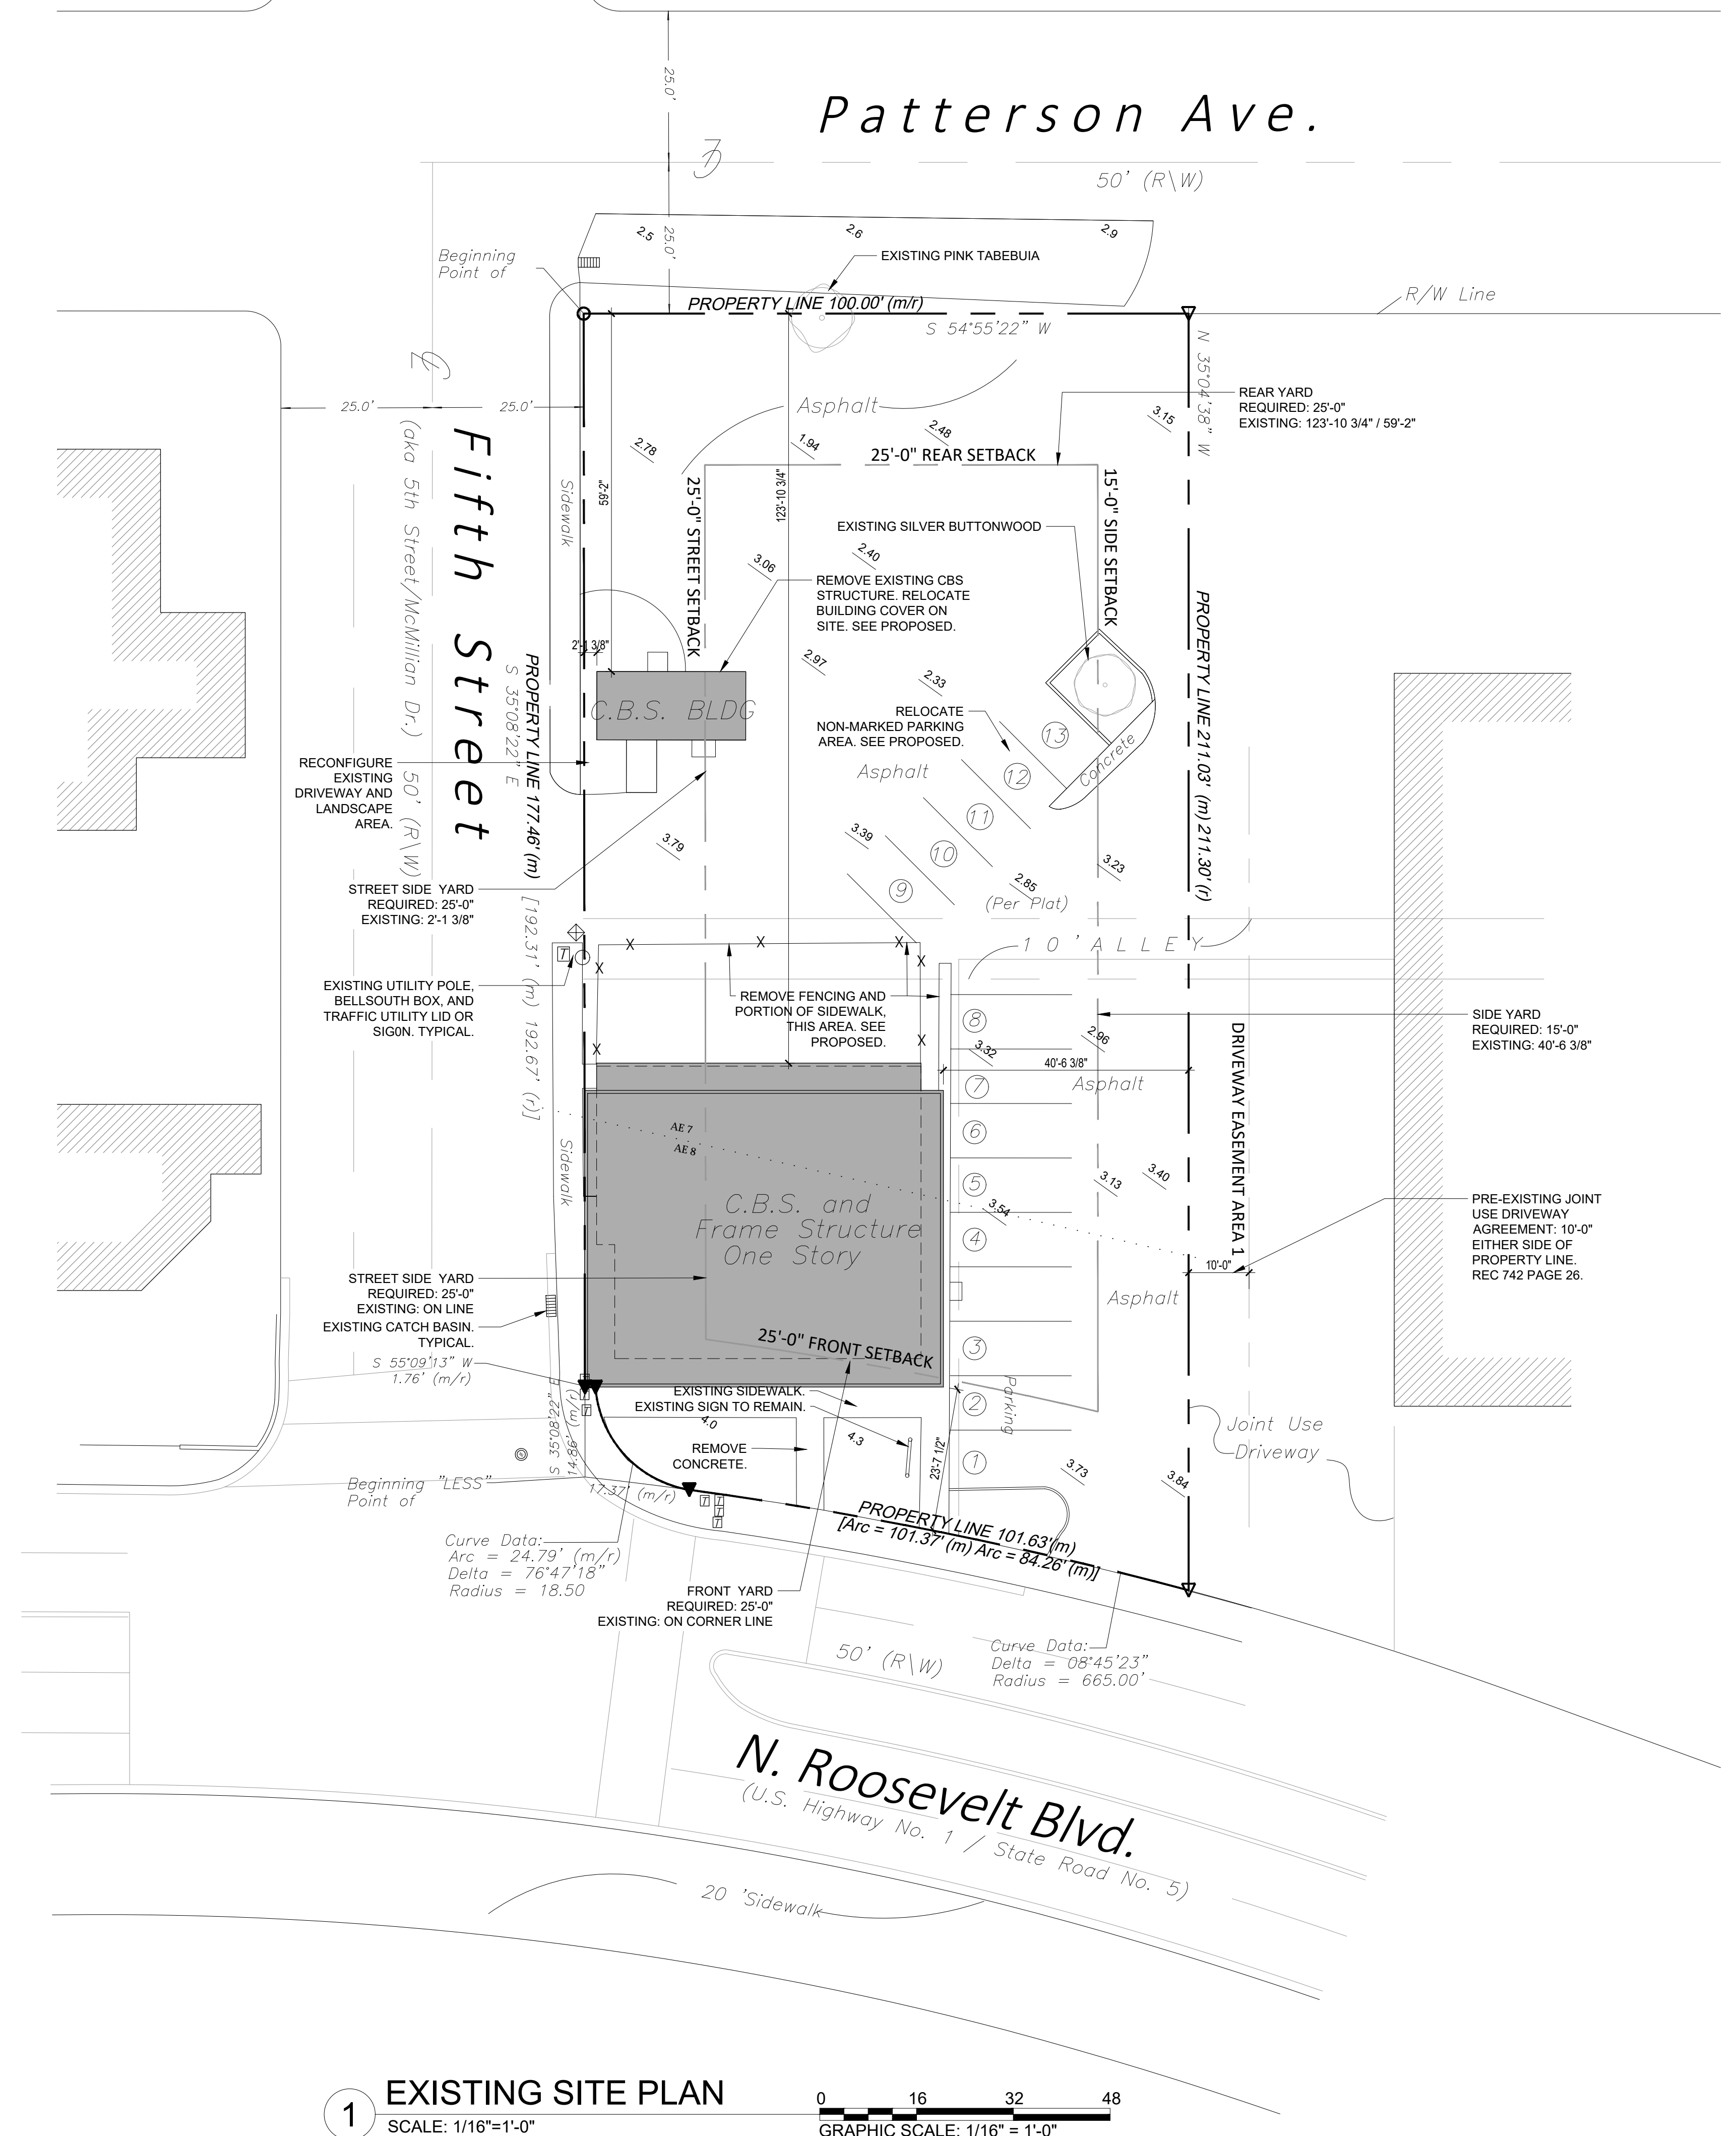 25.0'
Patterson Ave.
50' (R\W)
2.5
25.0'
2.6
2.9
Beginning
Point of
EXISTING PINK TABEBUIA
R/W Line
PROPERTY LINE 100.00' (m/r)
S 54°55'22" W
N 35°04'38" W
25.0'
25.0'
Asphalt
REAR YARD
REQUIRED: 25'-0"
EXISTING: 123'-10 3/4" / 59'-2"
3.15
2.78
1.94
2.48
25'-0" REAR SETBACK
Fifth Street
(aka 5th Street/McMillian Dr.) 50' (R\W)
Sidewalk
59'-2"
25'-0" STREET SETBACK
123'-10 3/4"
15'-0" SIDE SETBACK
EXISTING SILVER BUTTONWOOD
2.40
3.06
REMOVE EXISTING CBS
STRUCTURE. RELOCATE
BUILDING COVER ON
SITE. SEE PROPOSED.
2'-1 3/8"
PROPERTY LINE 177.46' (m)
S 35°08'22" E
[192.31' (m) 192.67' (r)]
PROPERTY LINE 211.03' (m) 211.30' (r)
2.97
2.33
C.B.S. BLDG
RELOCATE
NON-MARKED PARKING
AREA. SEE PROPOSED.
13
Concrete
12
Asphalt
RECONFIGURE
EXISTING
DRIVEWAY AND
LANDSCAPE
AREA.
11
3.79
3.39
10
3.23
2.85
9
(Per Plat)
STREET SIDE YARD
REQUIRED: 25'-0"
EXISTING: 2'-1 3/8"
10' ALLEY
X
X
X
X
X
X
X
T
EXISTING UTILITY POLE,
BELLSOUTH BOX, AND
TRAFFIC UTILITY LID OR
SIG0N. TYPICAL.
REMOVE FENCING AND
PORTION OF SIDEWALK,
THIS AREA. SEE
PROPOSED.
8
2.96
3.32
SIDE YARD
REQUIRED: 15'-0"
EXISTING: 40'-6 3/8"
40'-6 3/8"
7
Asphalt
DRIVEWAY EASEMENT AREA 1
6
AE 7
AE 8
Sidewalk
5
3.13
3.40
C.B.S. and
Frame Structure
One Story
3.54
4
PRE-EXISTING JOINT
USE DRIVEWAY
AGREEMENT: 10'-0"
EITHER SIDE OF
PROPERTY LINE.
REC 742 PAGE 26.
10'-0"
STREET SIDE YARD
REQUIRED: 25'-0"
EXISTING: ON LINE
Asphalt
EXISTING CATCH BASIN.
TYPICAL.
25'-0" FRONT SETBACK
3
S 55°09'13" W
1.76' (m/r)
S 35°08'22" E
14.86' (m/r)
T
T
EXISTING SIDEWALK.
EXISTING SIGN TO REMAIN.
2
Parking
4.0
4.3
REMOVE
CONCRETE.
23'-7 1/2"
1
Joint Use
Driveway
3.73
3.84
Beginning "LESS"
Point of
17.37' (m/r)
T
T
T
T
PROPERTY LINE 101.63'(m)
[Arc = 101.37' (m) Arc = 84.26' (m)]
Curve Data:
Arc = 24.79' (m/r)
Delta = 76°47'18"
Radius = 18.50
FRONT YARD
REQUIRED: 25'-0"
EXISTING: ON CORNER LINE
Curve Data:
Delta = 08°45'23"
Radius = 665.00'
50' (R\W)
N. Roosevelt Blvd.
(U.S. Highway No. 1 / State Road No. 5)
20 'Sidewalk
1
EXISTING SITE PLAN
SCALE: 1/16"=1'-0"
0 16 32 48
GRAPHIC SCALE: 1/16" = 1'-0"